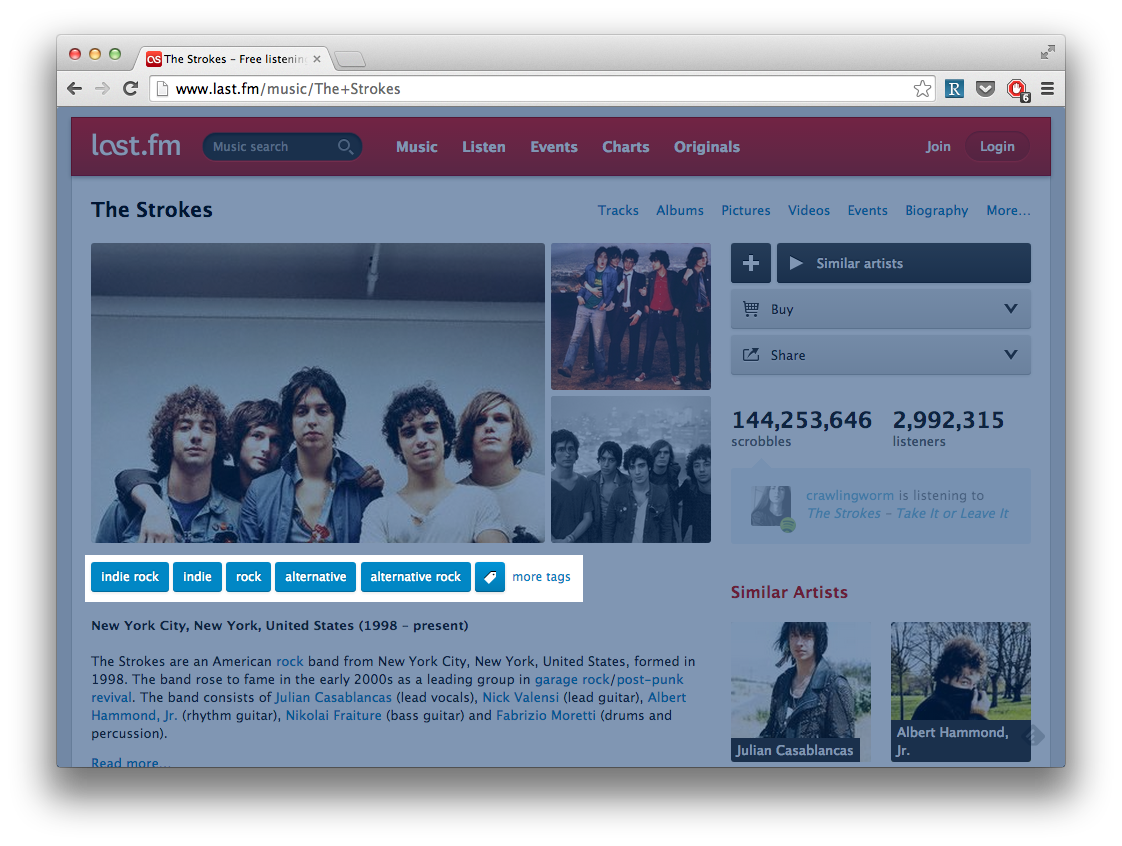 The Strokes – Free listenin
www.last.fm/music/The+Strokes
R
6
last.fm
Music search
Music Listen Events Charts Originals
Join Login
The Strokes
Tracks Albums Pictures Videos Events Biography More...
Similar artists
Buy
Share
144,253,646 2,992,315
scrobbles listeners
crawlingworm is listening to
The Strokes – Take It or Leave It
indie rock indie rock alternative alternative rock more tags
New York City, New York, United States (1998 – present)
The Strokes are an American rock band from New York City, New York, United States, formed in
1998. The band rose to fame in the early 2000s as a leading group in garage rock/post-punk
revival. The band consists of Julian Casablancas (lead vocals), Nick Valensi (lead guitar), Albert
Hammond, Jr. (rhythm guitar), Nikolai Fraiture (bass guitar) and Fabrizio Moretti (drums and
percussion).
Read more...
Similar Artists
Julian Casablancas
Albert Hammond,
Jr.